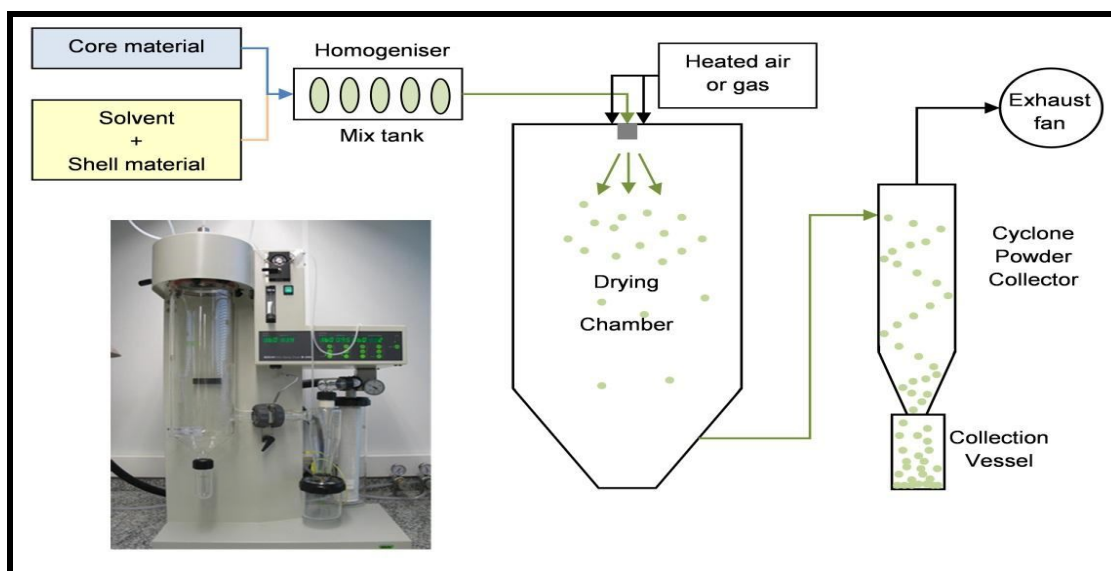 Core material
Solvent
+
Shell material
Homogeniser
Mix tank
Heated air
or gas
Exhaust
fan
Drying
Chamber
Cyclone
Powder
Collector
Collection
Vessel